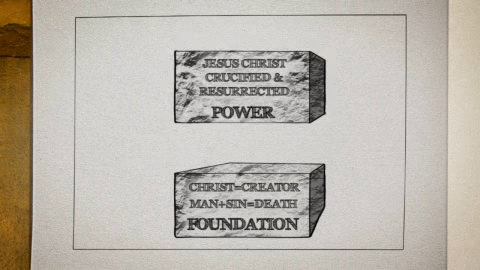 JESUS CHRIST
CRUCIFIED &
RESURRECTED
POWER
CHRIST=CREATOR
MAN+SIN=DEATH
FOUNDATION